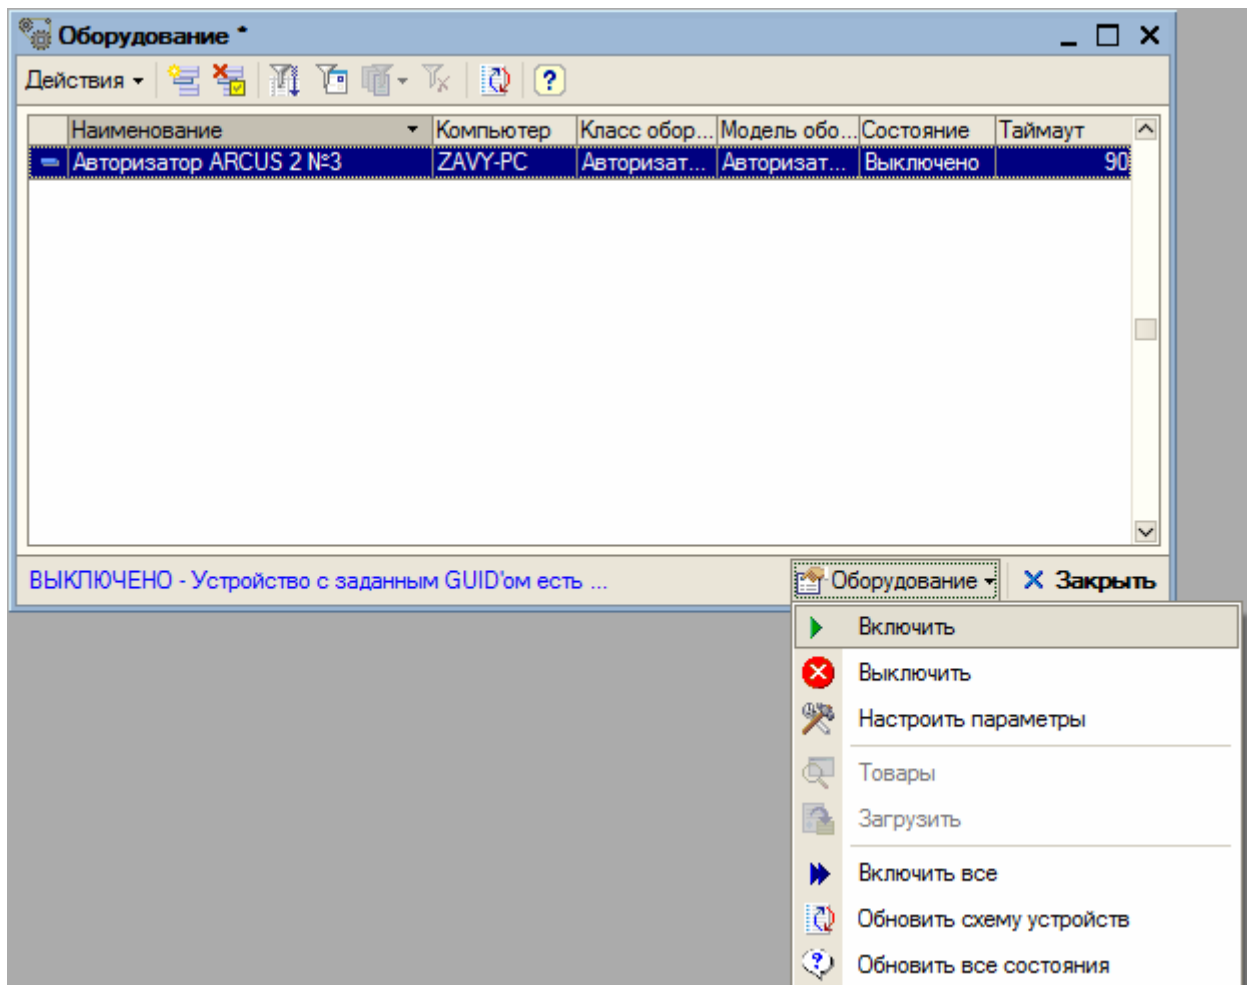 Оборудование *
Действия
Наименование Компьютер Класс обор... Модель обо... Состояние Таймаут
Авторизатор ARCUS 2 №3 ZAVY-PC Авторизат... Авторизат... Выключено 90
ВЫКЛЮЧЕНО - Устройство с заданным GUID'ом есть ... Оборудование Закрыть
Включить
Выключить
Настроить параметры
Товары
Загрузить
Включить все
Обновить схему устройств
Обновить все состояния